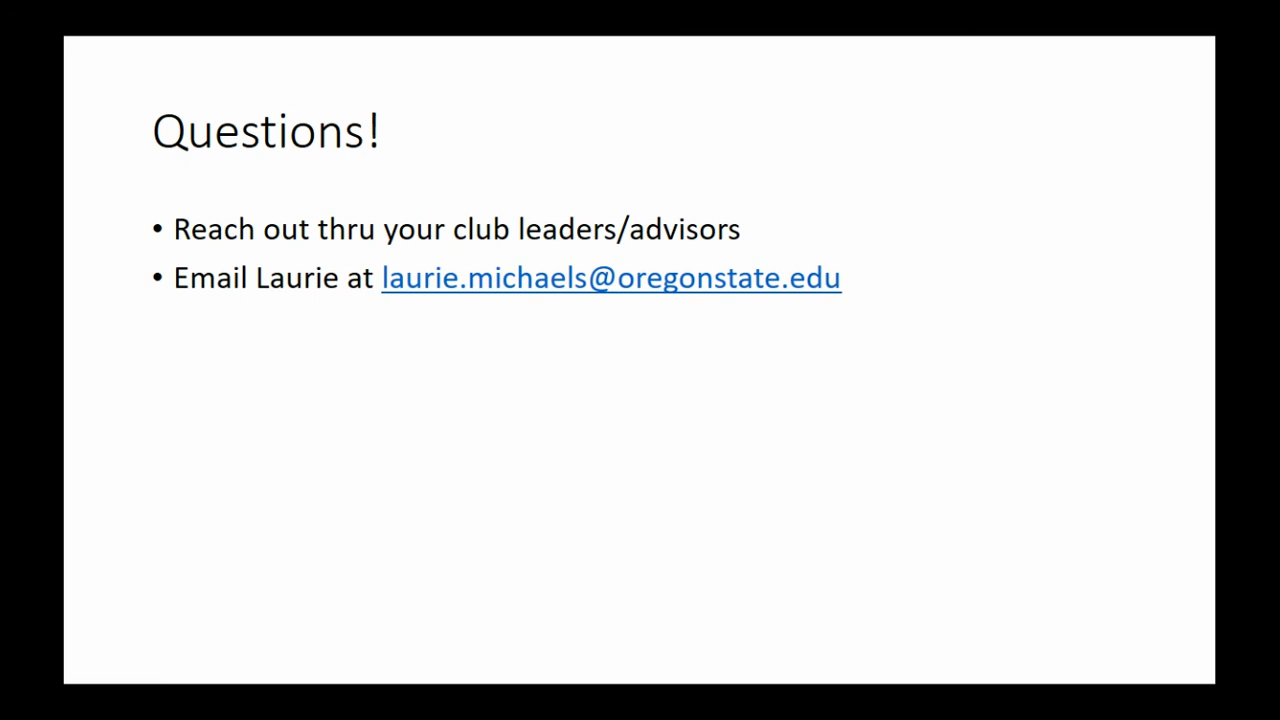 Questions!
• Reach out thru your club leaders/advisors
• Email Laurie at laurie.michaels@oregonstate.edu